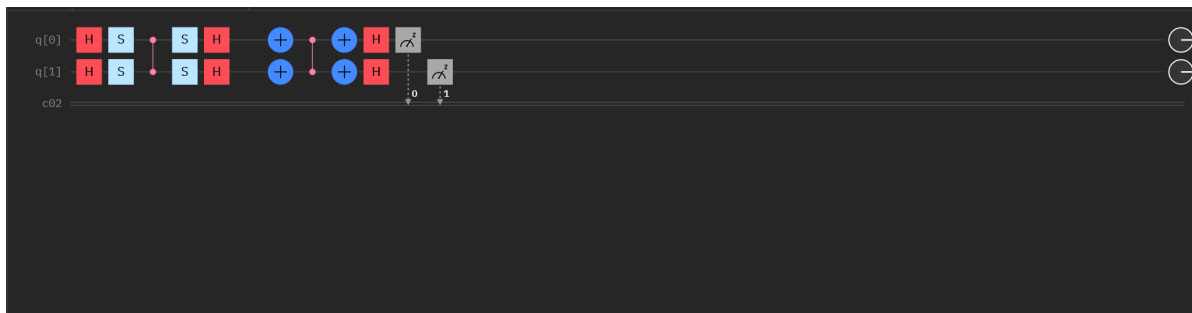 q[0] H S S H + + H z
q[1] H S S H + + H z
0 1
c02